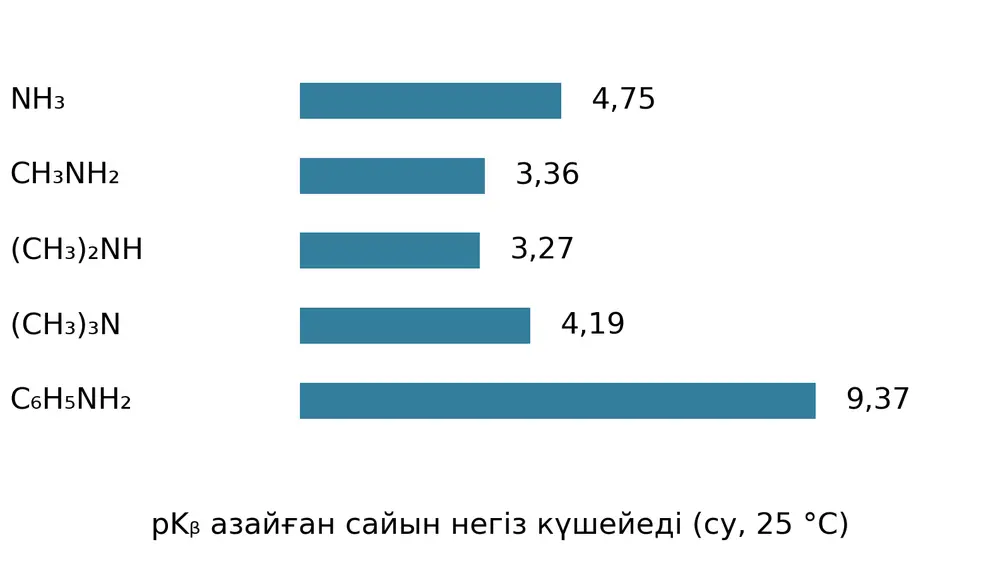 NH₃ 4,75
CH₃NH₂ 3,36
(CH₃)₂NH 3,27
(CH₃)₃N 4,19
C₆H₅NH₂ 9,37
pKᵦ азайған сайын негіз күшейеді (су, 25 °C)